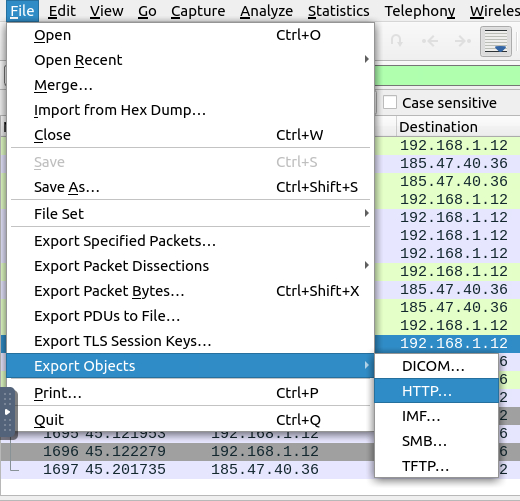 File Edit View Go Capture Analyze Statistics Telephony Wireles
Open Ctrl+O
Open Recent
Merge...
Import from Hex Dump...
Case sensitive
Close Ctrl+W
Destination
192.168.1.12
Save Ctrl+S
185.47.40.36
Save As... Ctrl+Shift+S
185.47.40.36
192.168.1.12
File Set
192.168.1.12
Export Specified Packets...
192.168.1.12
192.168.1.12
Export Packet Dissections
192.168.1.12
Export Packet Bytes... Ctrl+Shift+X
185.47.40.36
Export PDUs to File...
185.47.40.36
192.168.1.12
Export TLS Session Keys...
192.168.1.12
Export Objects
DICOM...
6
Print... Ctrl+P
HTTP...
6
Quit Ctrl+Q
IMF...
1695 45.121953 192.168.1.12
SMB...
1696 45.122279 192.168.1.12
TFTP...
1697 45.201735 185.47.40.36